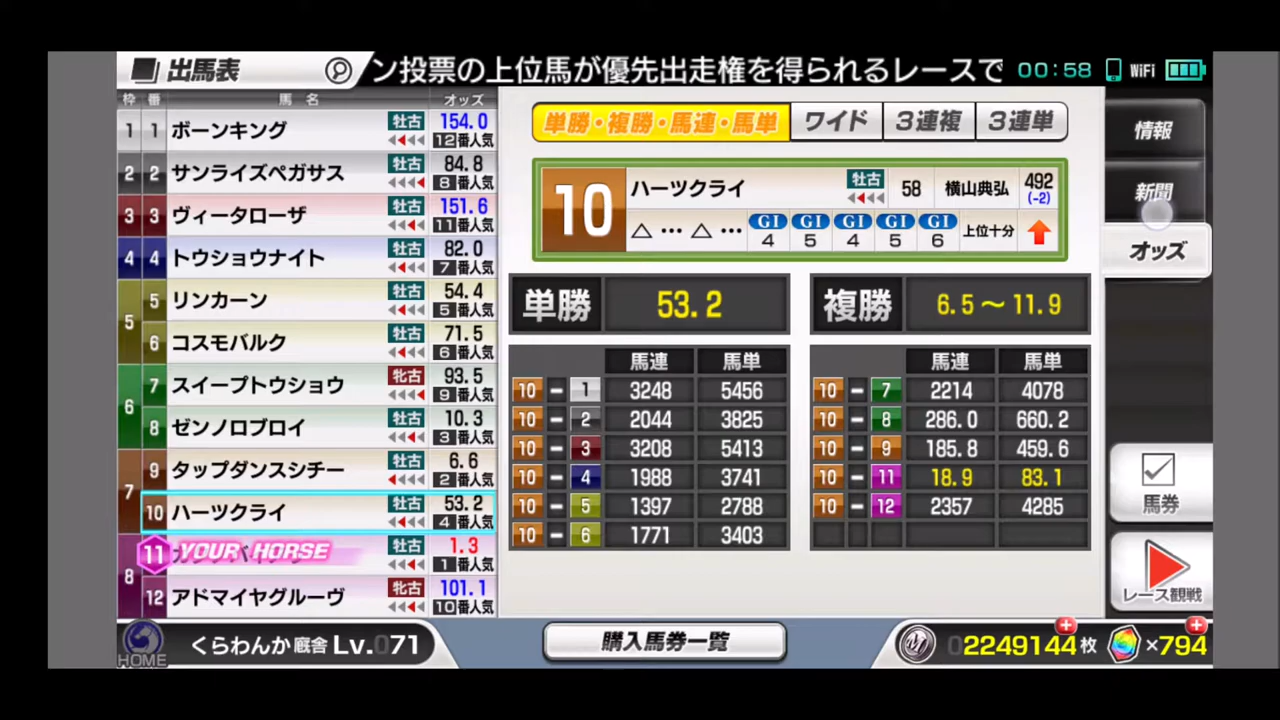 出馬表
ン投票の上位馬が優先出走権を得られるレースで
00:58 WiFi
枠 番 馬名 オッズ
1 1 ボーンキング 牡古 154.0 12番人気
2 2 サンライズペガサス 牡古 84.8 8番人気
3 3 ヴィータローザ 牡古 151.6 11番人気
4 4 トウショウナイト 牡古 82.0 7番人気
5 5 リンカーン 牡古 54.4 5番人気
6 コスモバルク 牡古 71.5 6番人気
6 7 スイープトウショウ 牝古 93.5 9番人気
8 ゼンノロブロイ 牡古 10.3 3番人気
7 9 タップダンスシチー 牡古 6.6 2番人気
10 ハーツクライ 牡古 53.2 4番人気
8 11 YOUR HORSE 牡古 1.3 1番人気
12 アドマイヤグルーヴ 牝古 101.1 10番人気
単勝・複勝・馬連・馬単 ワイド 3連複 3連単
10 ハーツクライ 牡古 58 横山典弘 492 (-2)
△ … △ … GI 4 GI 5 GI 4 GI 5 GI 6 上位十分
単勝 53.2
複勝 6.5～11.9
馬連 馬単
10 - 1 3248 5456
10 - 2 2044 3825
10 - 3 3208 5413
10 - 4 1988 3741
10 - 5 1397 2788
10 - 6 1771 3403
馬連 馬単
10 - 7 2214 4078
10 - 8 286.0 660.2
10 - 9 185.8 459.6
10 - 11 18.9 83.1
10 - 12 2357 4285
情報
新聞
オッズ
馬券
レース観戦
HOME くらわんか 厩舎 Lv.071
購入馬券一覧
02249144枚
×794